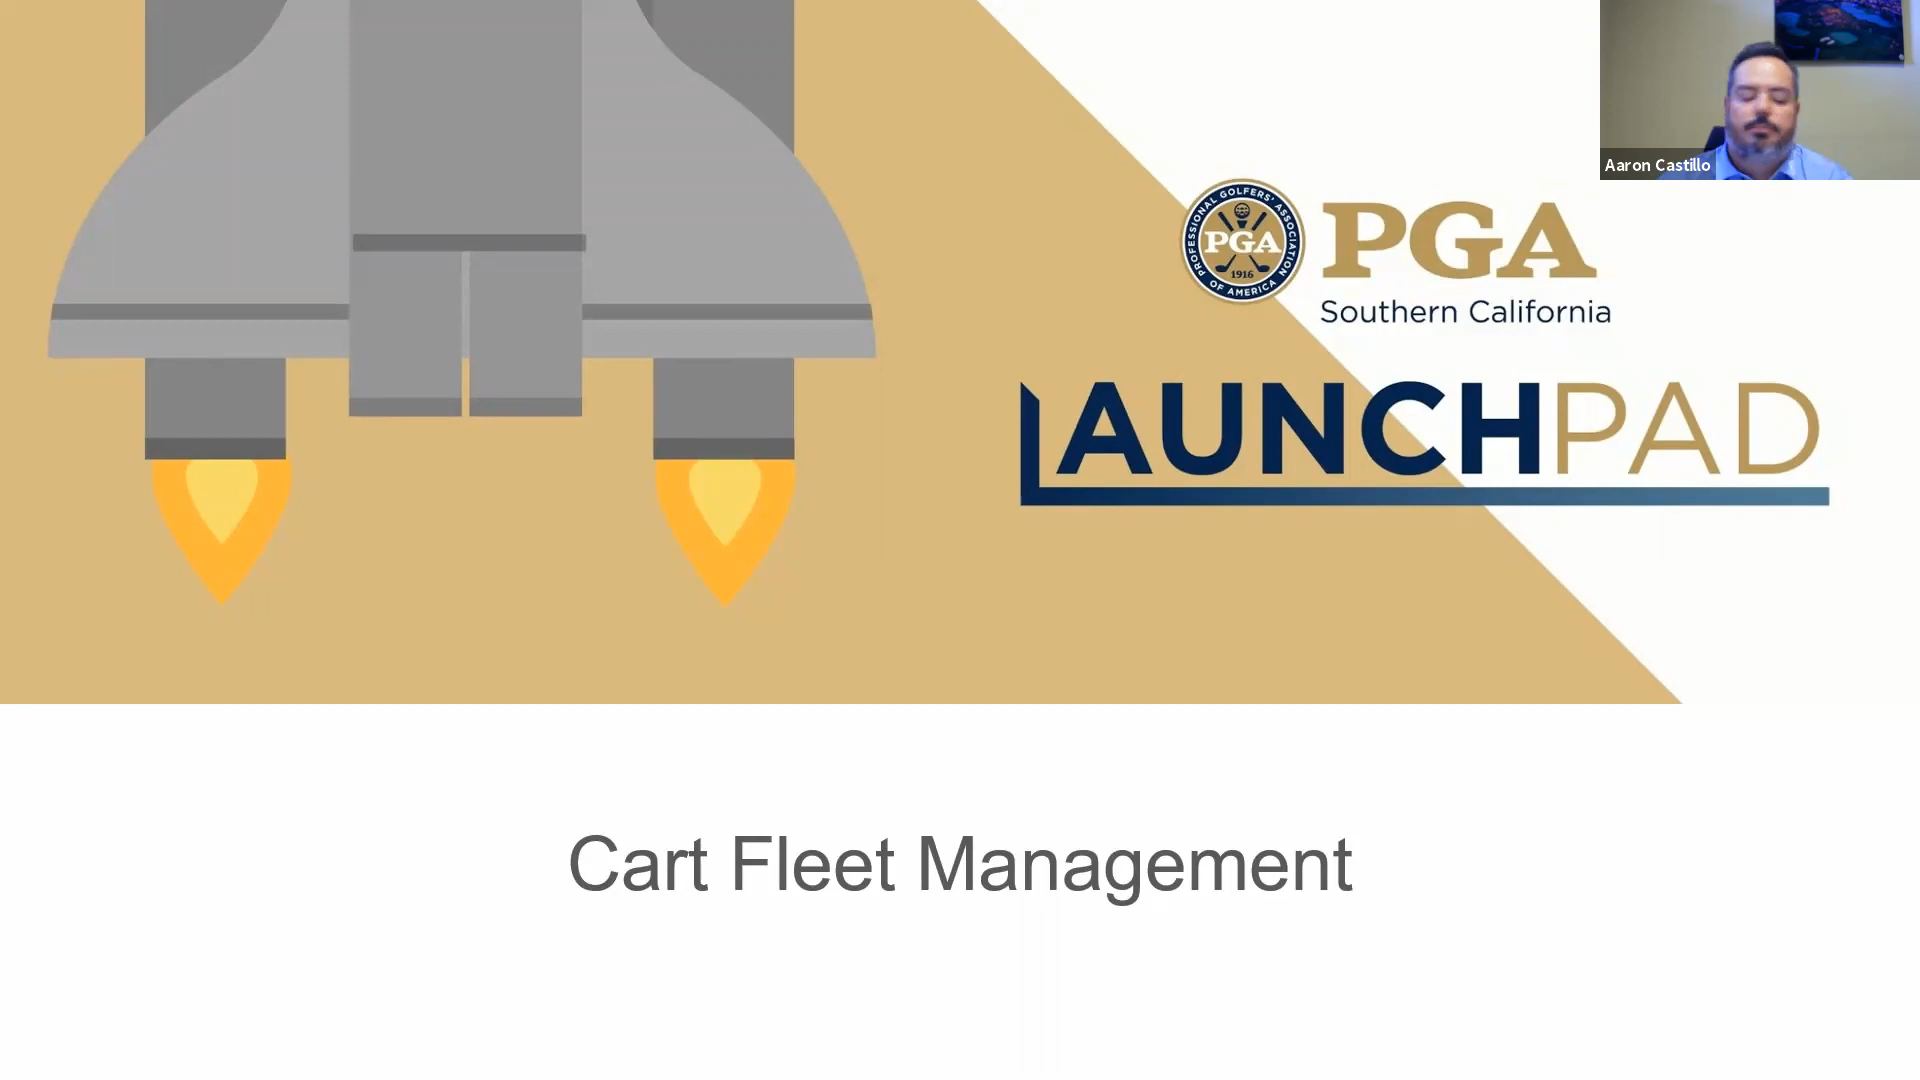 Aaron Castillo
PROFESSIONAL GOLFERS' ASSOCIATION
PGA
1916
OF AMERICA
PGA
Southern California
LAUNCHPAD
Cart Fleet Management